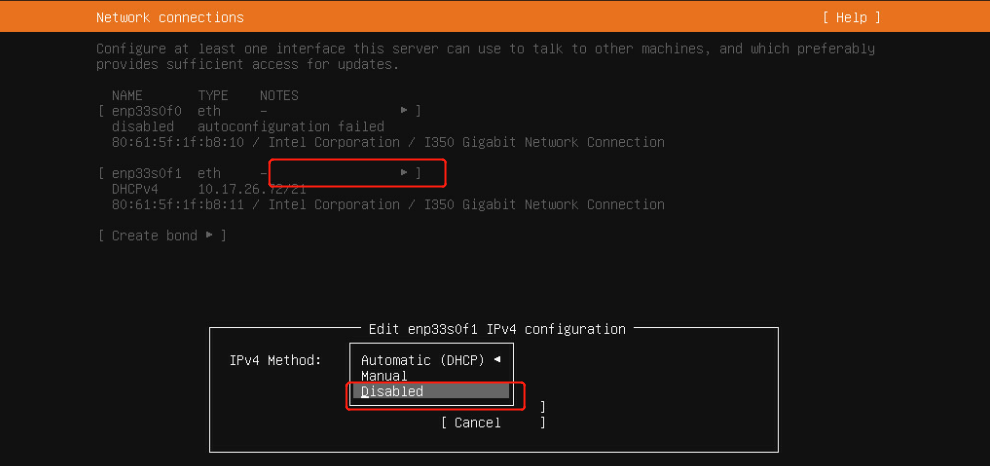 Network connections [ Help ]
Configure at least one interface this server can use to talk to other machines, and which preferably
provides sufficient access for updates.
NAME TYPE NOTES
[ enp33s0f0 eth – ▸ ]
disabled autoconfiguration failed
80:61:5f:1f:b8:10 / Intel Corporation / I350 Gigabit Network Connection
[ enp33s0f1 eth – ▸ ]
DHCPv4 10.17.26.72/21
80:61:5f:1f:b8:11 / Intel Corporation / I350 Gigabit Network Connection
[ Create bond ▸ ]
Edit enp33s0f1 IPv4 configuration
IPv4 Method: Automatic (DHCP) ◂
Manual
Disabled
]
[ Cancel ]